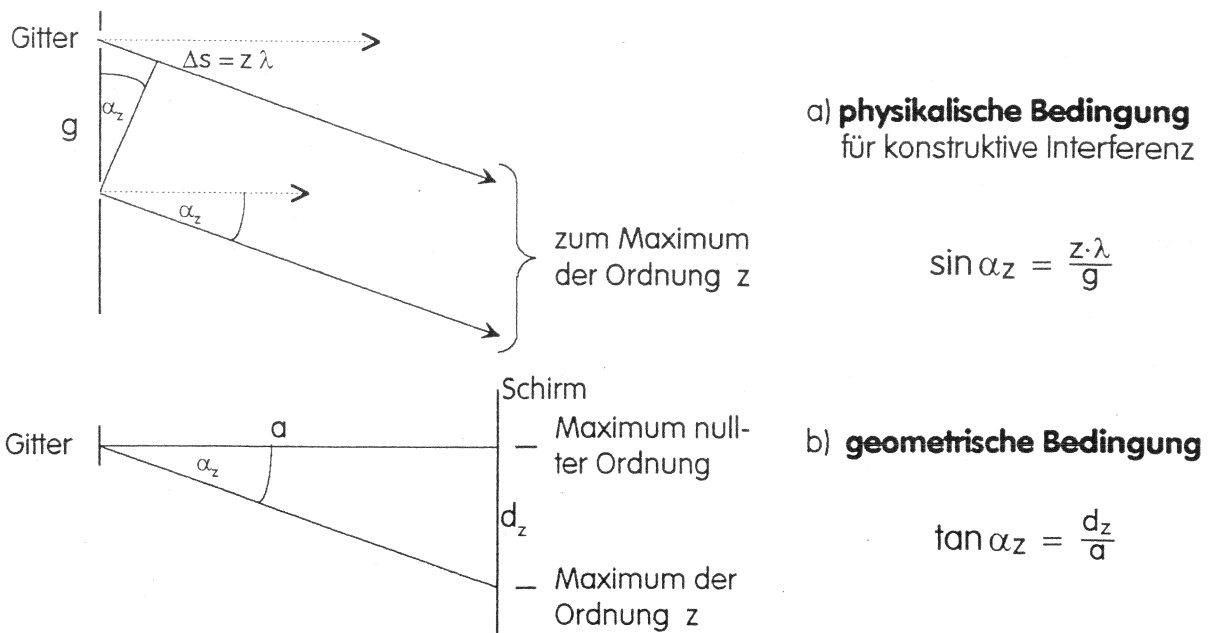 Gitter
Δs = z λ
α_z
g
α_z
zum Maximum
der Ordnung z
a) physikalische Bedingung
für konstruktive Interferenz
sin α_z = z·λ/g
Schirm
Gitter
a
α_z
d_z
Maximum null-
ter Ordnung
Maximum der
Ordnung z
b) geometrische Bedingung
tan α_z = d_z/a